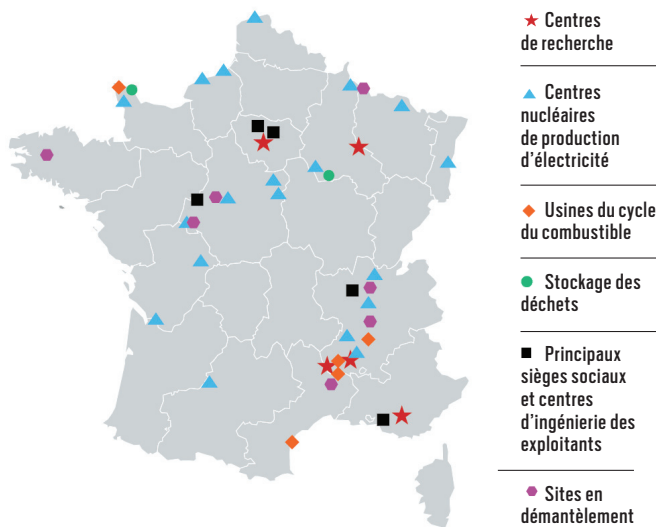 Centres
de recherche
Centres
nucléaires
de production
d'électricité
Usines du cycle
du combustible
Stockage des
déchets
Principaux
sièges sociaux
et centres
d'ingénierie des
exploitants
Sites en
démantèlement